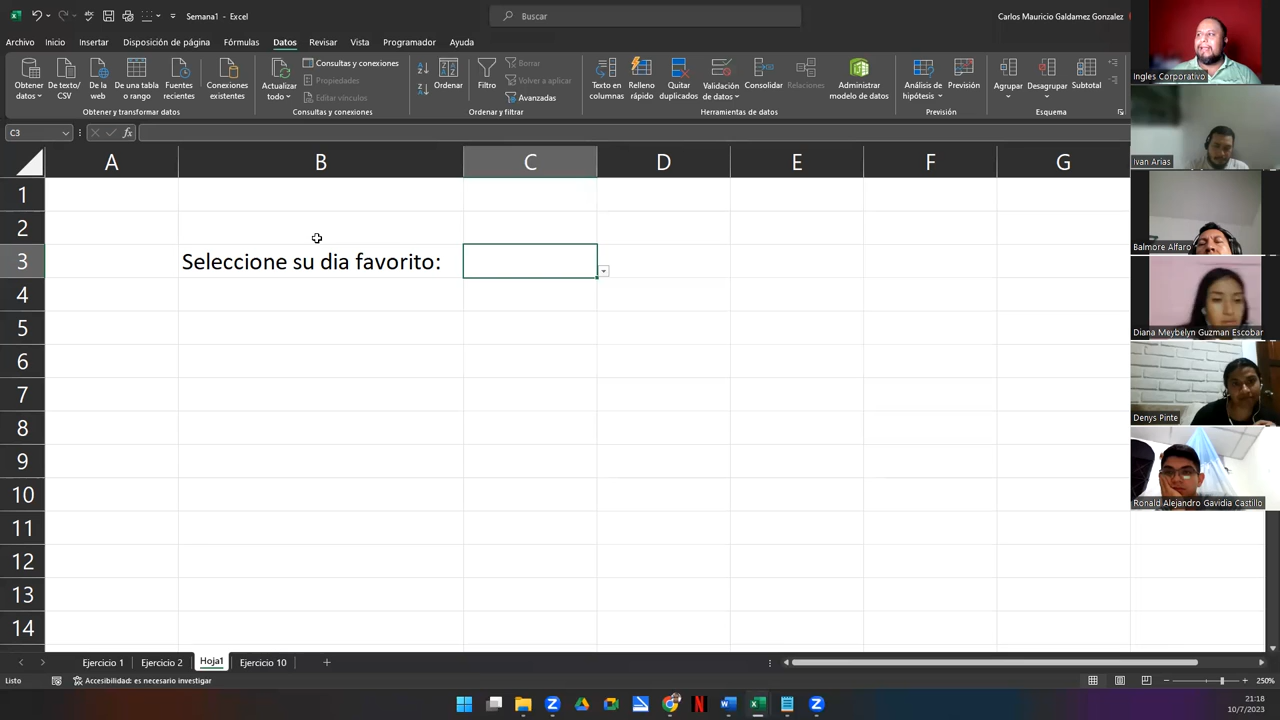 Semana1 - Excel
Buscar
Carlos Mauricio Galdamez Gonzalez
Archivo Inicio Insertar Disposición de página Fórmulas Datos Revisar Vista Programador Ayuda
Obtener datos
De texto/ CSV
De la web
De una tabla o rango
Fuentes recientes
Conexiones existentes
Obtener y transformar datos
Actualizar todo
Consultas y conexiones
Propiedades
Editar vínculos
Consultas y conexiones
Ordenar
Filtro
Borrar
Volver a aplicar
Avanzadas
Ordenar y filtrar
Texto en columnas
Relleno rápido
Quitar duplicados
Validación de datos
Consolidar
Relaciones
Administrar modelo de datos
Herramientas de datos
Análisis de hipótesis
Previsión
Previsión
Agrupar
Desagrupar
Subtotal
Esquema
C3
fx
A B C D E F G
1
2
3 Seleccione su dia favorito:
4
5
6
7
8
9
10
11
12
13
14
Ejercicio 1 Ejercicio 2 Hoja1 Ejercicio 10
Listo
Accesibilidad: es necesario investigar
250%
21:18
10/7/2023
Ingles Corporativo
Ivan Arias
Balmore Alfaro
Diana Meybelyn Guzman Escobar
Denys Pinte
Ronald Alejandro Gavidia Castillo